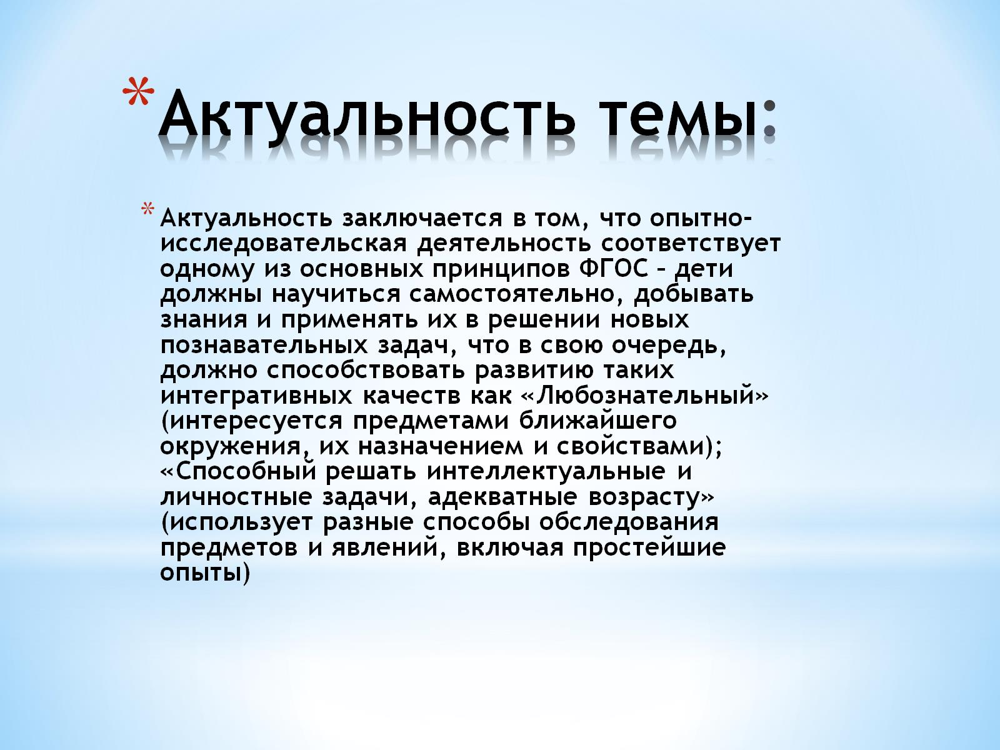 * Актуальность темы:
* Актуальность заключается в том, что опытно-
исследовательская деятельность соответствует
одному из основных принципов ФГОС – дети
должны научиться самостоятельно, добывать
знания и применять их в решении новых
познавательных задач, что в свою очередь,
должно способствовать развитию таких
интегративных качеств как «Любознательный»
(интересуется предметами ближайшего
окружения, их назначением и свойствами);
«Способный решать интеллектуальные и
личностные задачи, адекватные возрасту»
(использует разные способы обследования
предметов и явлений, включая простейшие
опыты)